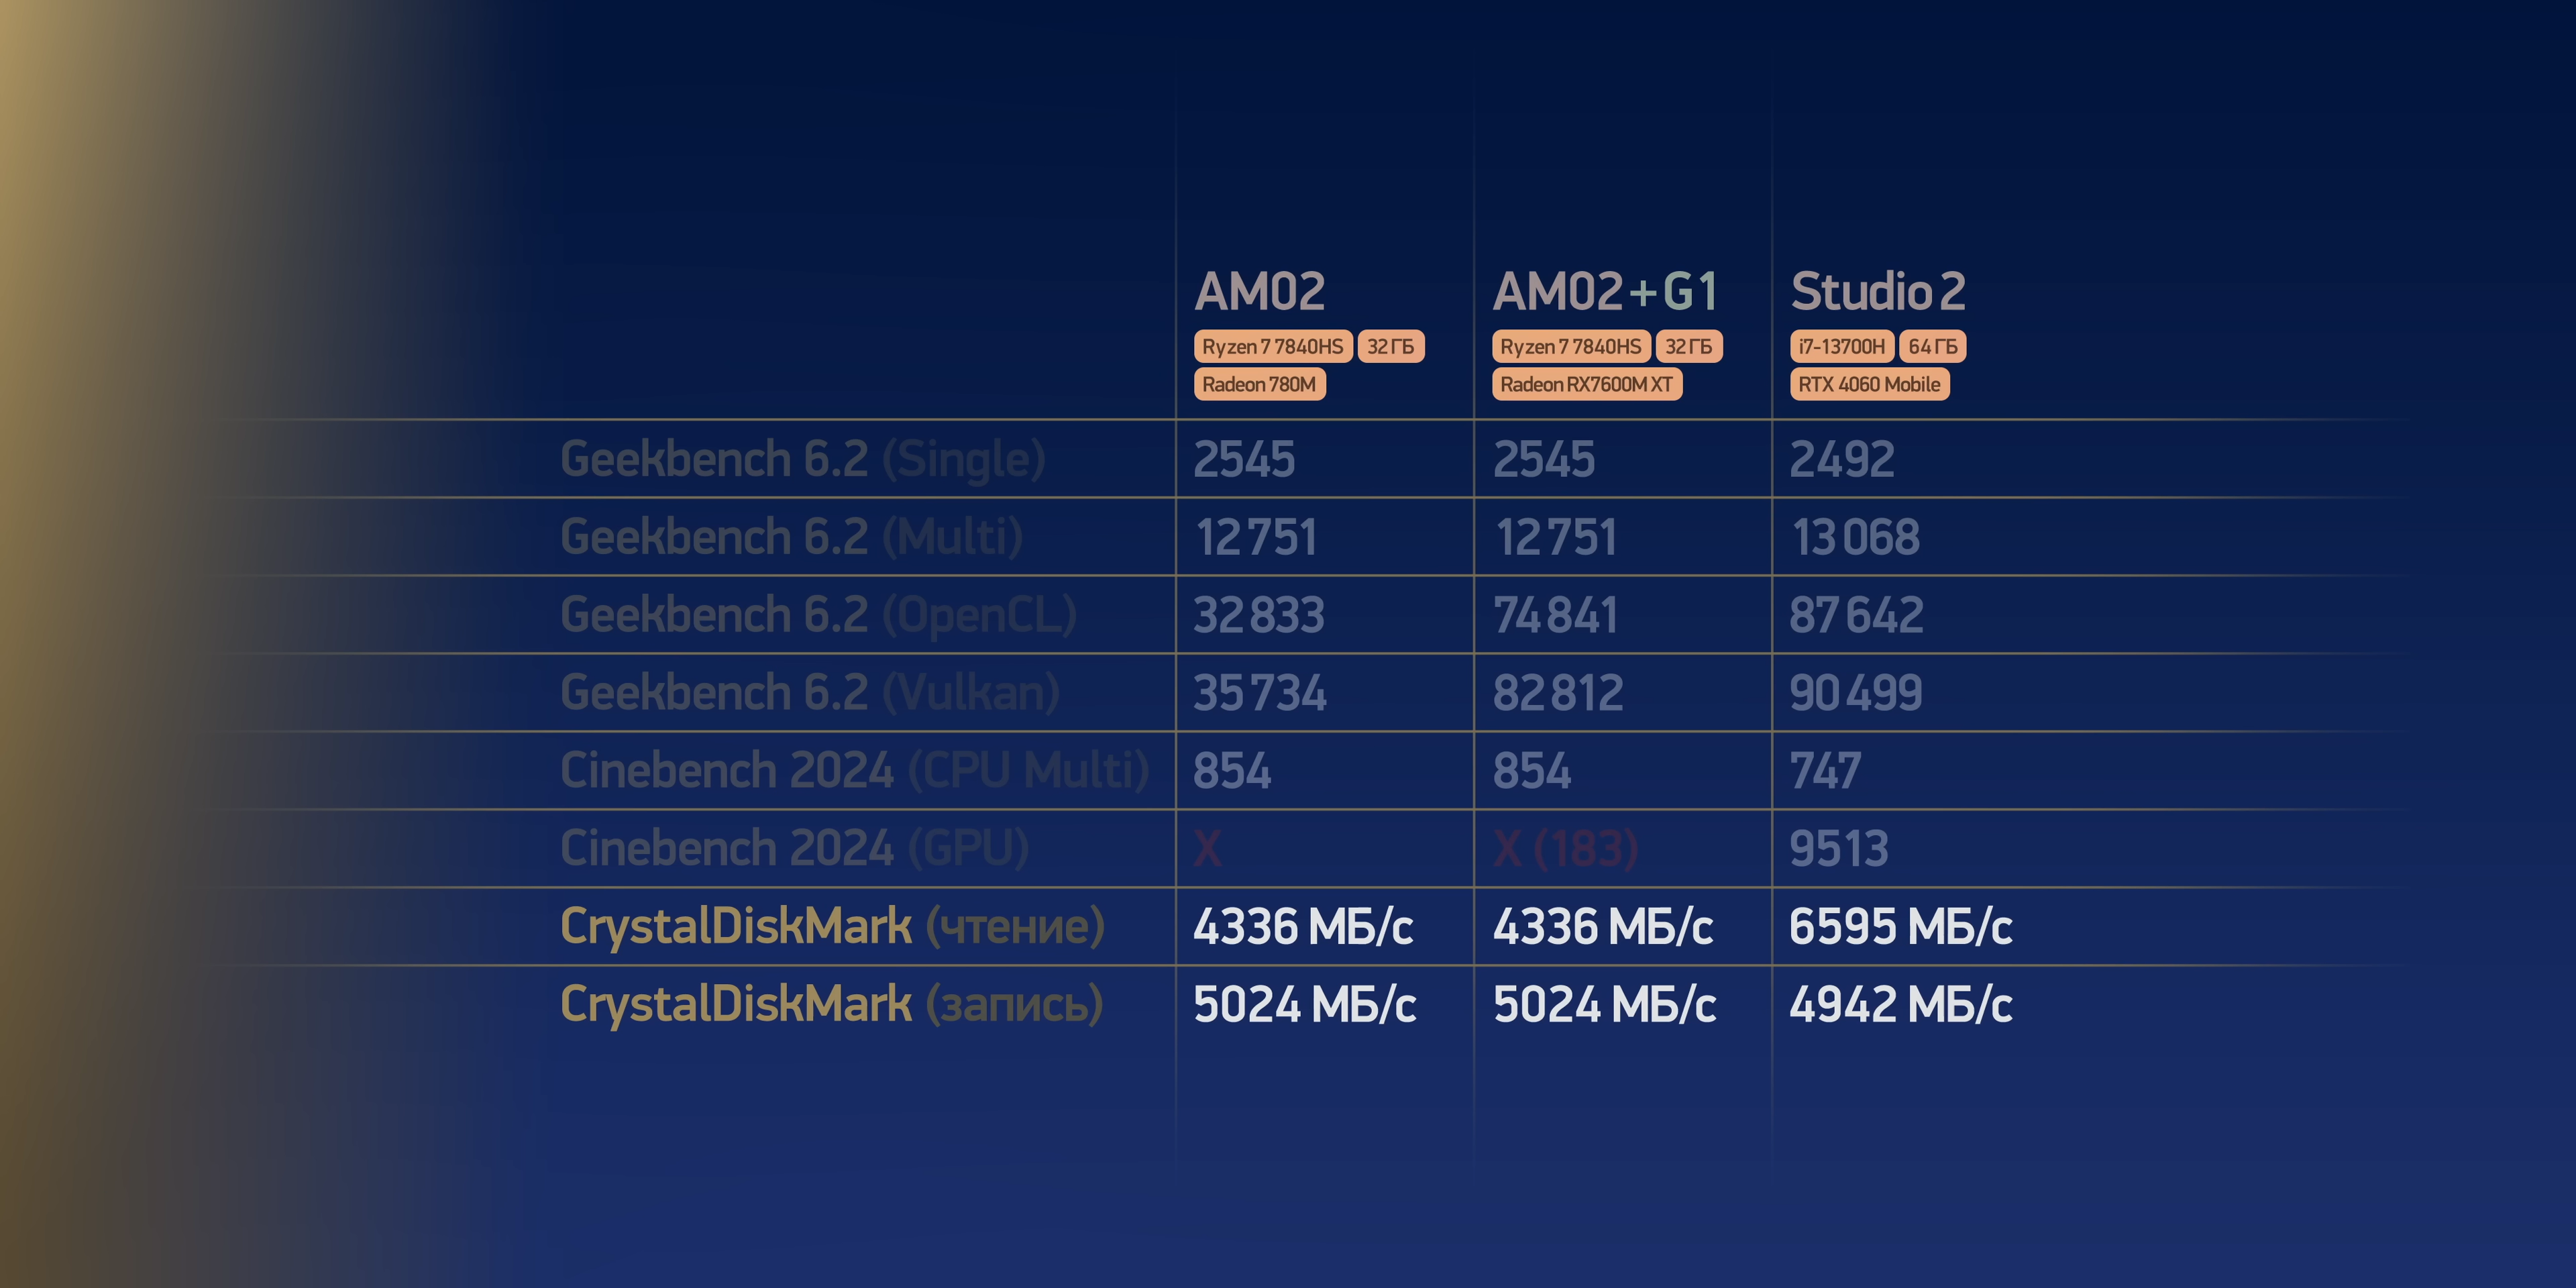 AM02 AM02+G1 Studio 2
Ryzen 7 7840HS 32 ГБ Ryzen 7 7840HS 32 ГБ i7-13700H 64 ГБ
Radeon 780M Radeon RX7600M XT RTX 4060 Mobile
Geekbench 6.2 (Single) 2545 2545 2492
Geekbench 6.2 (Multi) 12 751 12 751 13 068
Geekbench 6.2 (OpenCL) 32 833 74 841 87 642
Geekbench 6.2 (Vulkan) 35 734 82 812 90 499
Cinebench 2024 (CPU Multi) 854 854 747
Cinebench 2024 (GPU) X X (183) 9513
CrystalDiskMark (чтение) 4336 МБ/с 4336 МБ/с 6595 МБ/с
CrystalDiskMark (запись) 5024 МБ/с 5024 МБ/с 4942 МБ/с